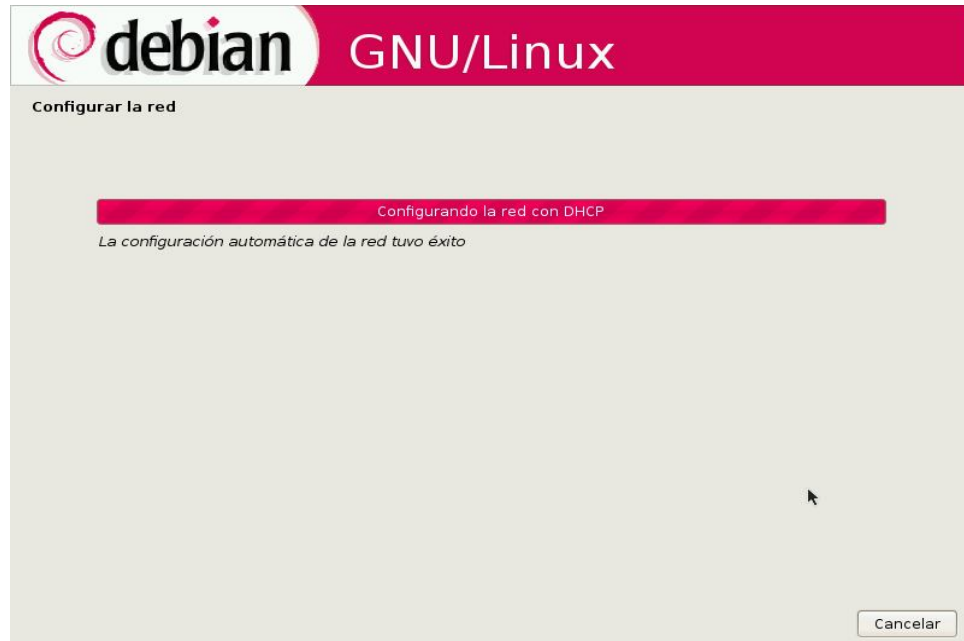 debian GNU/Linux
Configurar la red
Configurando la red con DHCP
La configuración automática de la red tuvo éxito
Cancelar